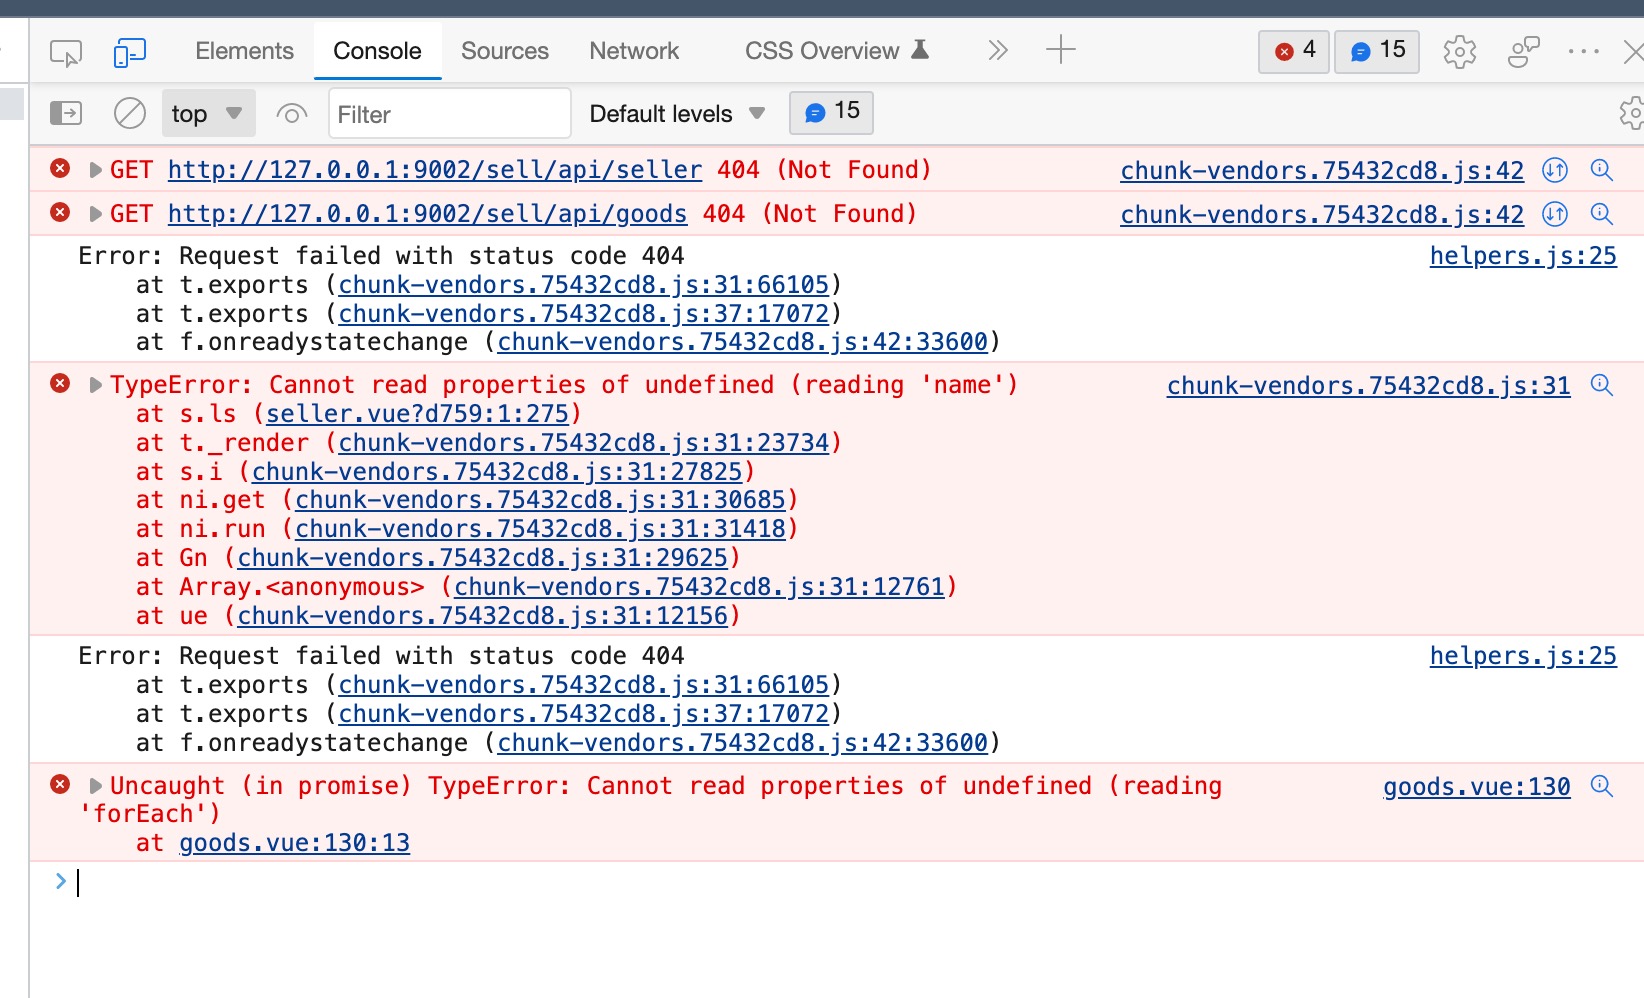 Elements Console Sources Network CSS Overview 4 15
top Filter Default levels 15
GET http://127.0.0.1:9002/sell/api/seller 404 (Not Found) chunk-vendors.75432cd8.js:42
GET http://127.0.0.1:9002/sell/api/goods 404 (Not Found) chunk-vendors.75432cd8.js:42
Error: Request failed with status code 404 helpers.js:25
at t.exports (chunk-vendors.75432cd8.js:31:66105)
at t.exports (chunk-vendors.75432cd8.js:37:17072)
at f.onreadystatechange (chunk-vendors.75432cd8.js:42:33600)
TypeError: Cannot read properties of undefined (reading 'name') chunk-vendors.75432cd8.js:31
at s.ls (seller.vue?d759:1:275)
at t._render (chunk-vendors.75432cd8.js:31:23734)
at s.i (chunk-vendors.75432cd8.js:31:27825)
at ni.get (chunk-vendors.75432cd8.js:31:30685)
at ni.run (chunk-vendors.75432cd8.js:31:31418)
at Gn (chunk-vendors.75432cd8.js:31:29625)
at Array.<anonymous> (chunk-vendors.75432cd8.js:31:12761)
at ue (chunk-vendors.75432cd8.js:31:12156)
Error: Request failed with status code 404 helpers.js:25
at t.exports (chunk-vendors.75432cd8.js:31:66105)
at t.exports (chunk-vendors.75432cd8.js:37:17072)
at f.onreadystatechange (chunk-vendors.75432cd8.js:42:33600)
Uncaught (in promise) TypeError: Cannot read properties of undefined (reading goods.vue:130
'forEach')
at goods.vue:130:13